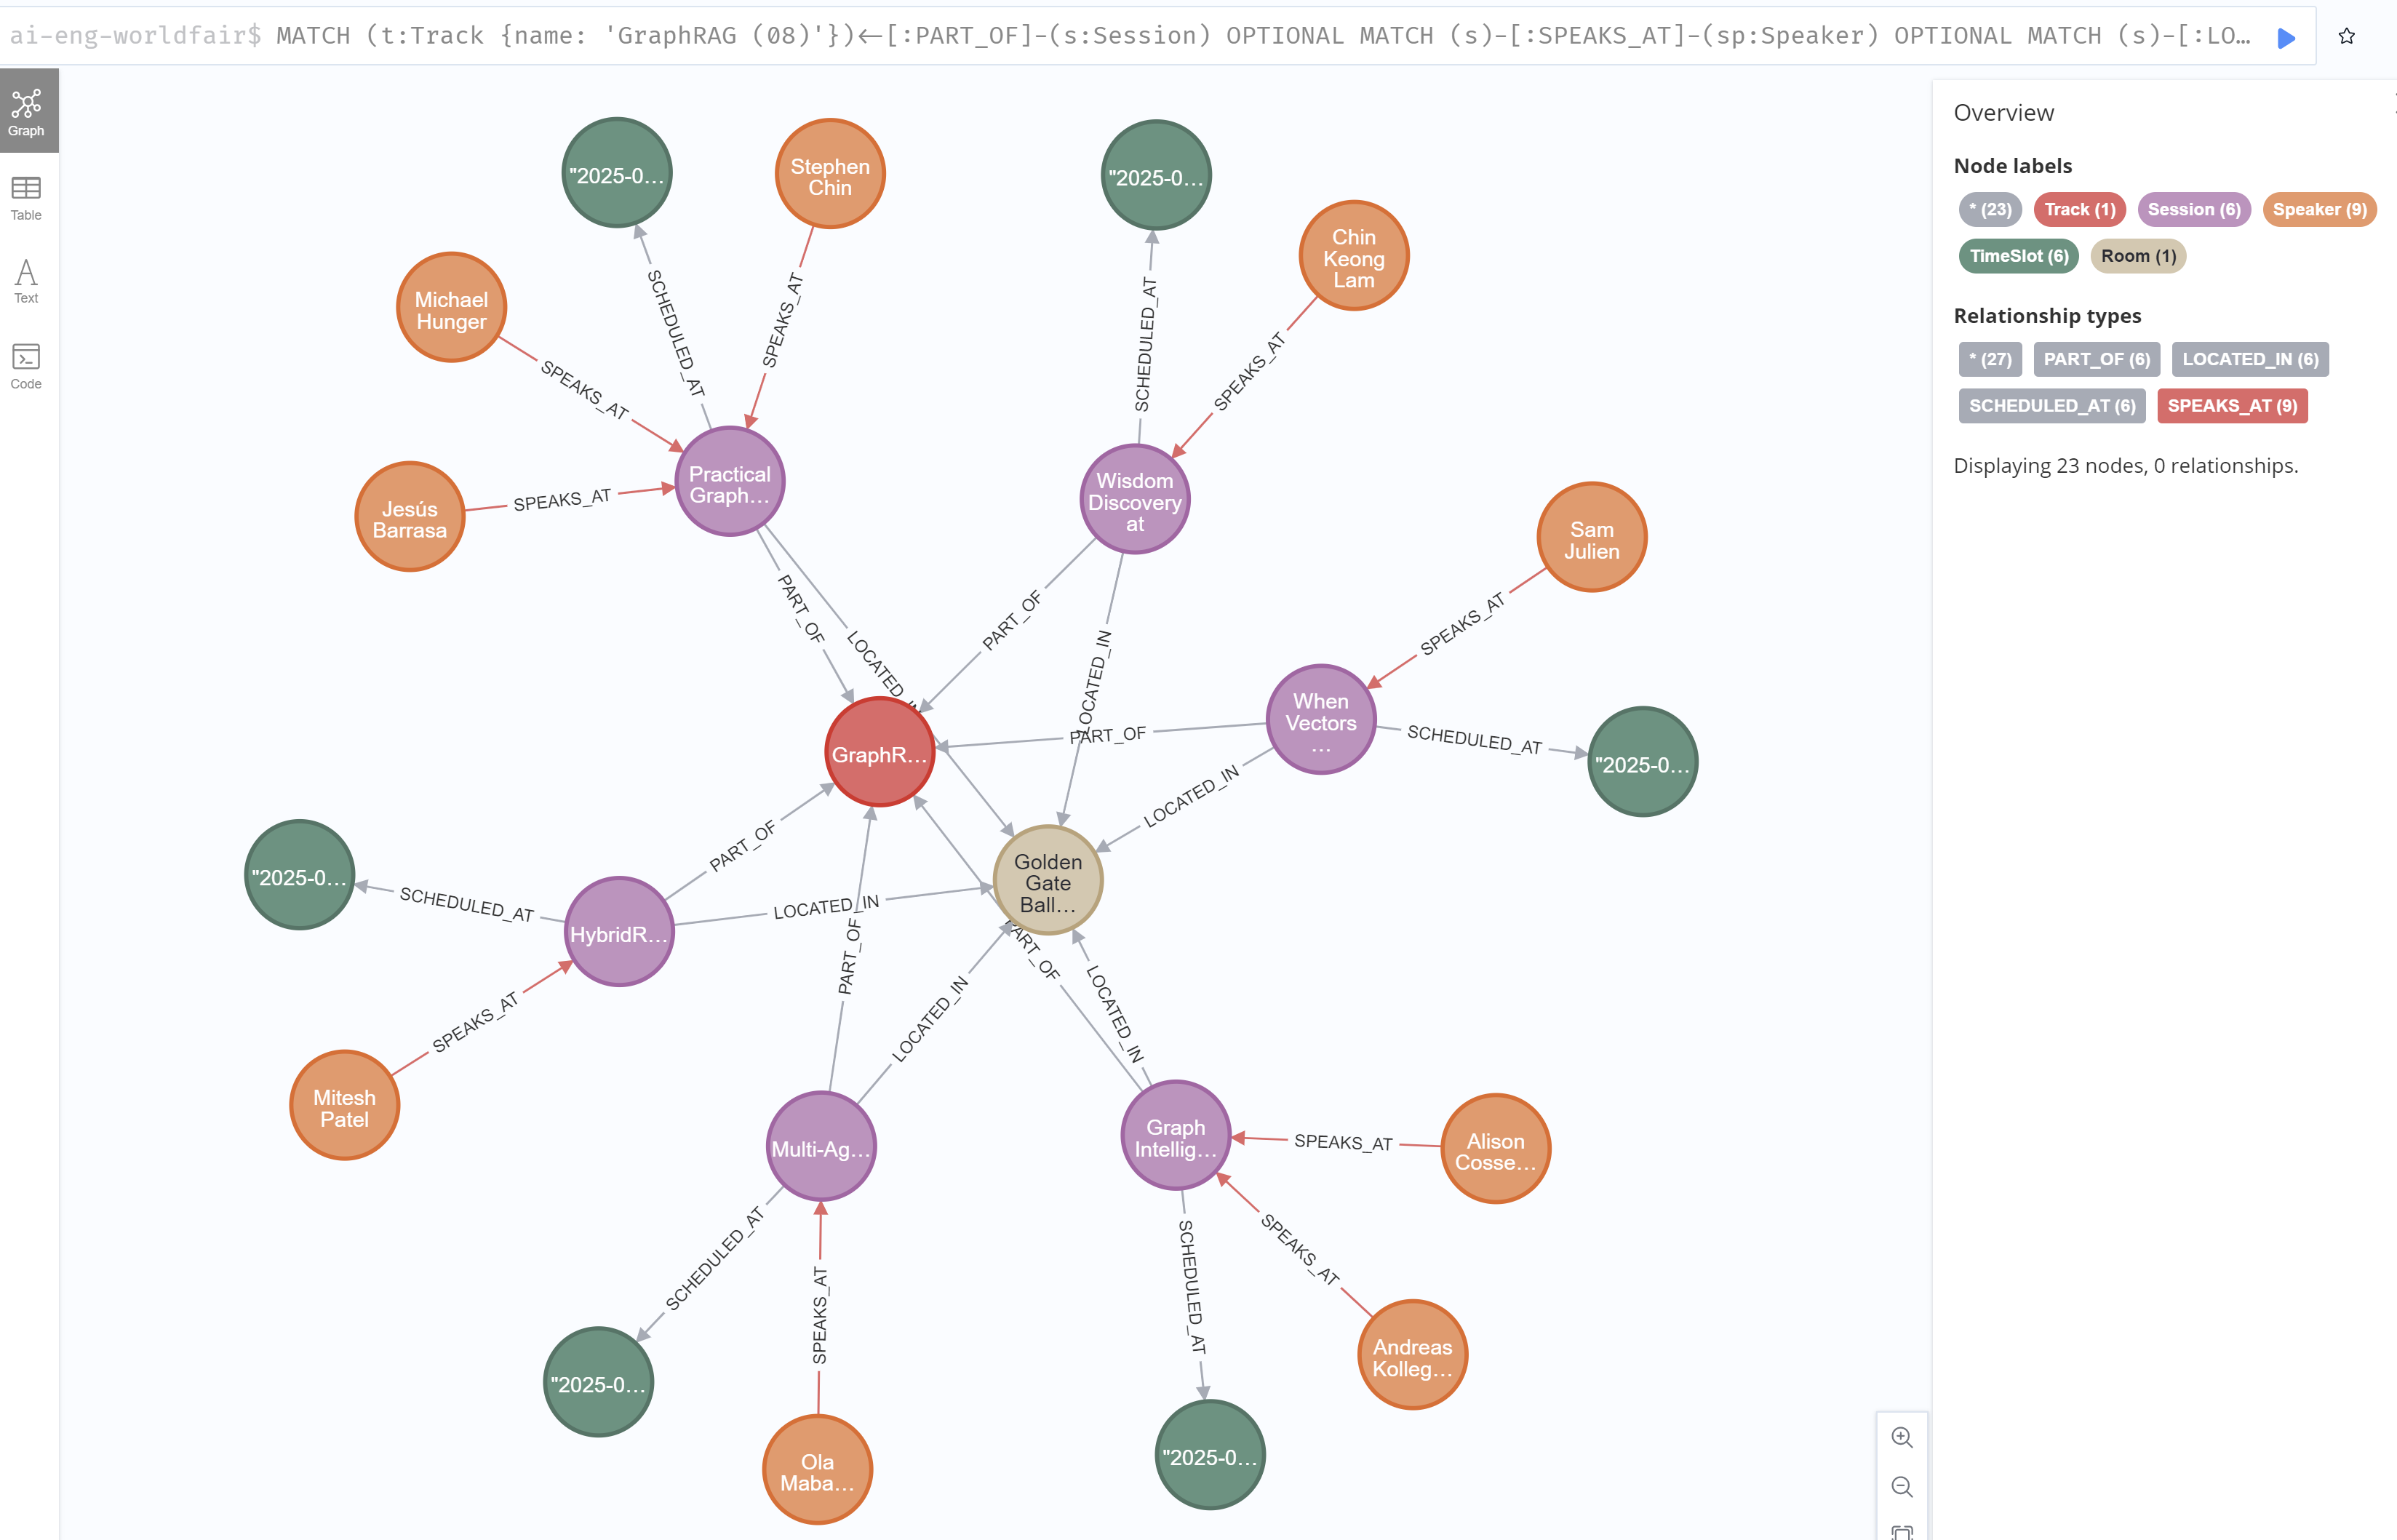 ai-eng-worldfair$ MATCH (t:Track {name: 'GraphRAG (08)'})<-[:PART_OF]-(s:Session) OPTIONAL MATCH (s)-[:SPEAKS_AT]-(sp:Speaker) OPTIONAL MATCH (s)-[:LO…
Graph
Table
Text
Code
"2025-0…
Stephen
Chin
"2025-0…
Chin
Keong
Lam
Michael
Hunger
SCHEDULED_AT
SPEAKS_AT
SCHEDULED_AT
SPEAKS_AT
SPEAKS_AT
Practical
Graph…
Wisdom
Discovery
at
Jesús
Barrasa
SPEAKS_AT
Sam
Julien
PART_OF
LOCATED_IN
PART_OF
LOCATED_IN
SPEAKS_AT
When
Vectors
…
GraphR…
PART_OF
SCHEDULED_AT
"2025-0…
LOCATED_IN
PART_OF
Golden
Gate
Ball…
"2025-0…
SCHEDULED_AT
HybridR…
LOCATED_IN
PART_OF
PART_OF
LOCATED_IN
LOCATED_IN
SPEAKS_AT
Mitesh
Patel
Multi-Ag…
Graph
Intellig…
SPEAKS_AT
Alison
Cosse…
SCHEDULED_AT
SPEAKS_AT
SCHEDULED_AT
SPEAKS_AT
Andreas
Kolleg…
"2025-0…
Ola
Maba…
"2025-0…
Overview
Node labels
* (23)
Track (1)
Session (6)
Speaker (9)
TimeSlot (6)
Room (1)
Relationship types
* (27)
PART_OF (6)
LOCATED_IN (6)
SCHEDULED_AT (6)
SPEAKS_AT (9)
Displaying 23 nodes, 0 relationships.